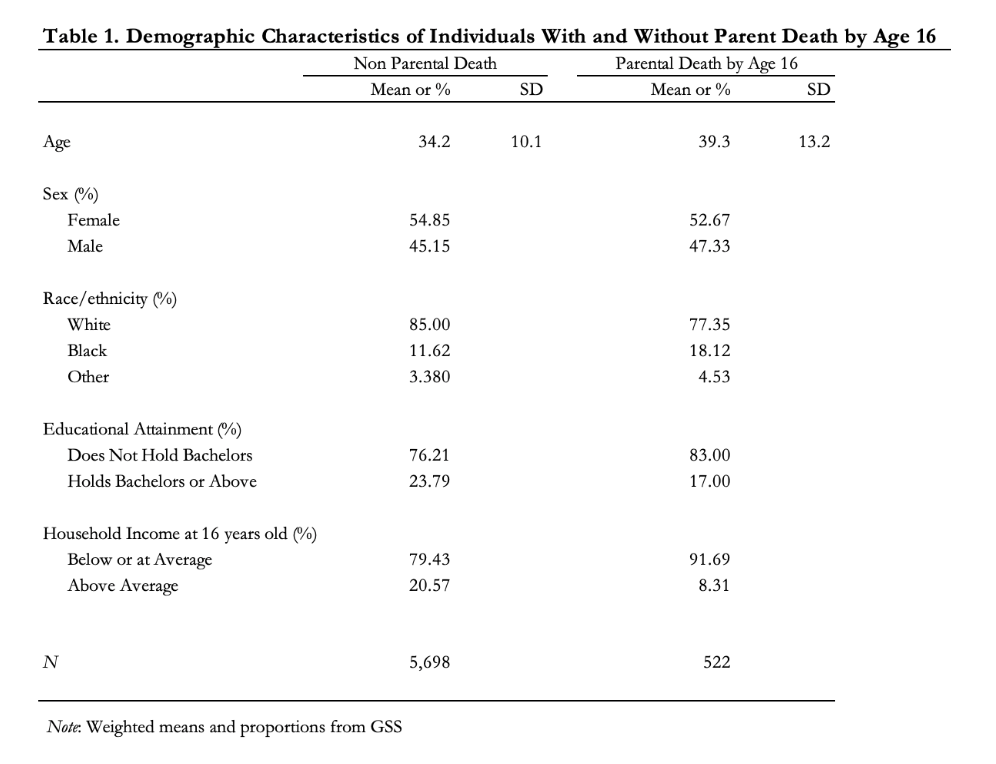 Table 1. Demographic Characteristics of Individuals With and Without Parent Death by Age 16
Non Parental Death Parental Death by Age 16
Mean or % SD Mean or % SD
Age 34.2 10.1 39.3 13.2
Sex (%)
Female 54.85 52.67
Male 45.15 47.33
Race/ethnicity (%)
White 85.00 77.35
Black 11.62 18.12
Other 3.380 4.53
Educational Attainment (%)
Does Not Hold Bachelors 76.21 83.00
Holds Bachelors or Above 23.79 17.00
Household Income at 16 years old (%)
Below or at Average 79.43 91.69
Above Average 20.57 8.31
N 5,698 522
Note: Weighted means and proportions from GSS